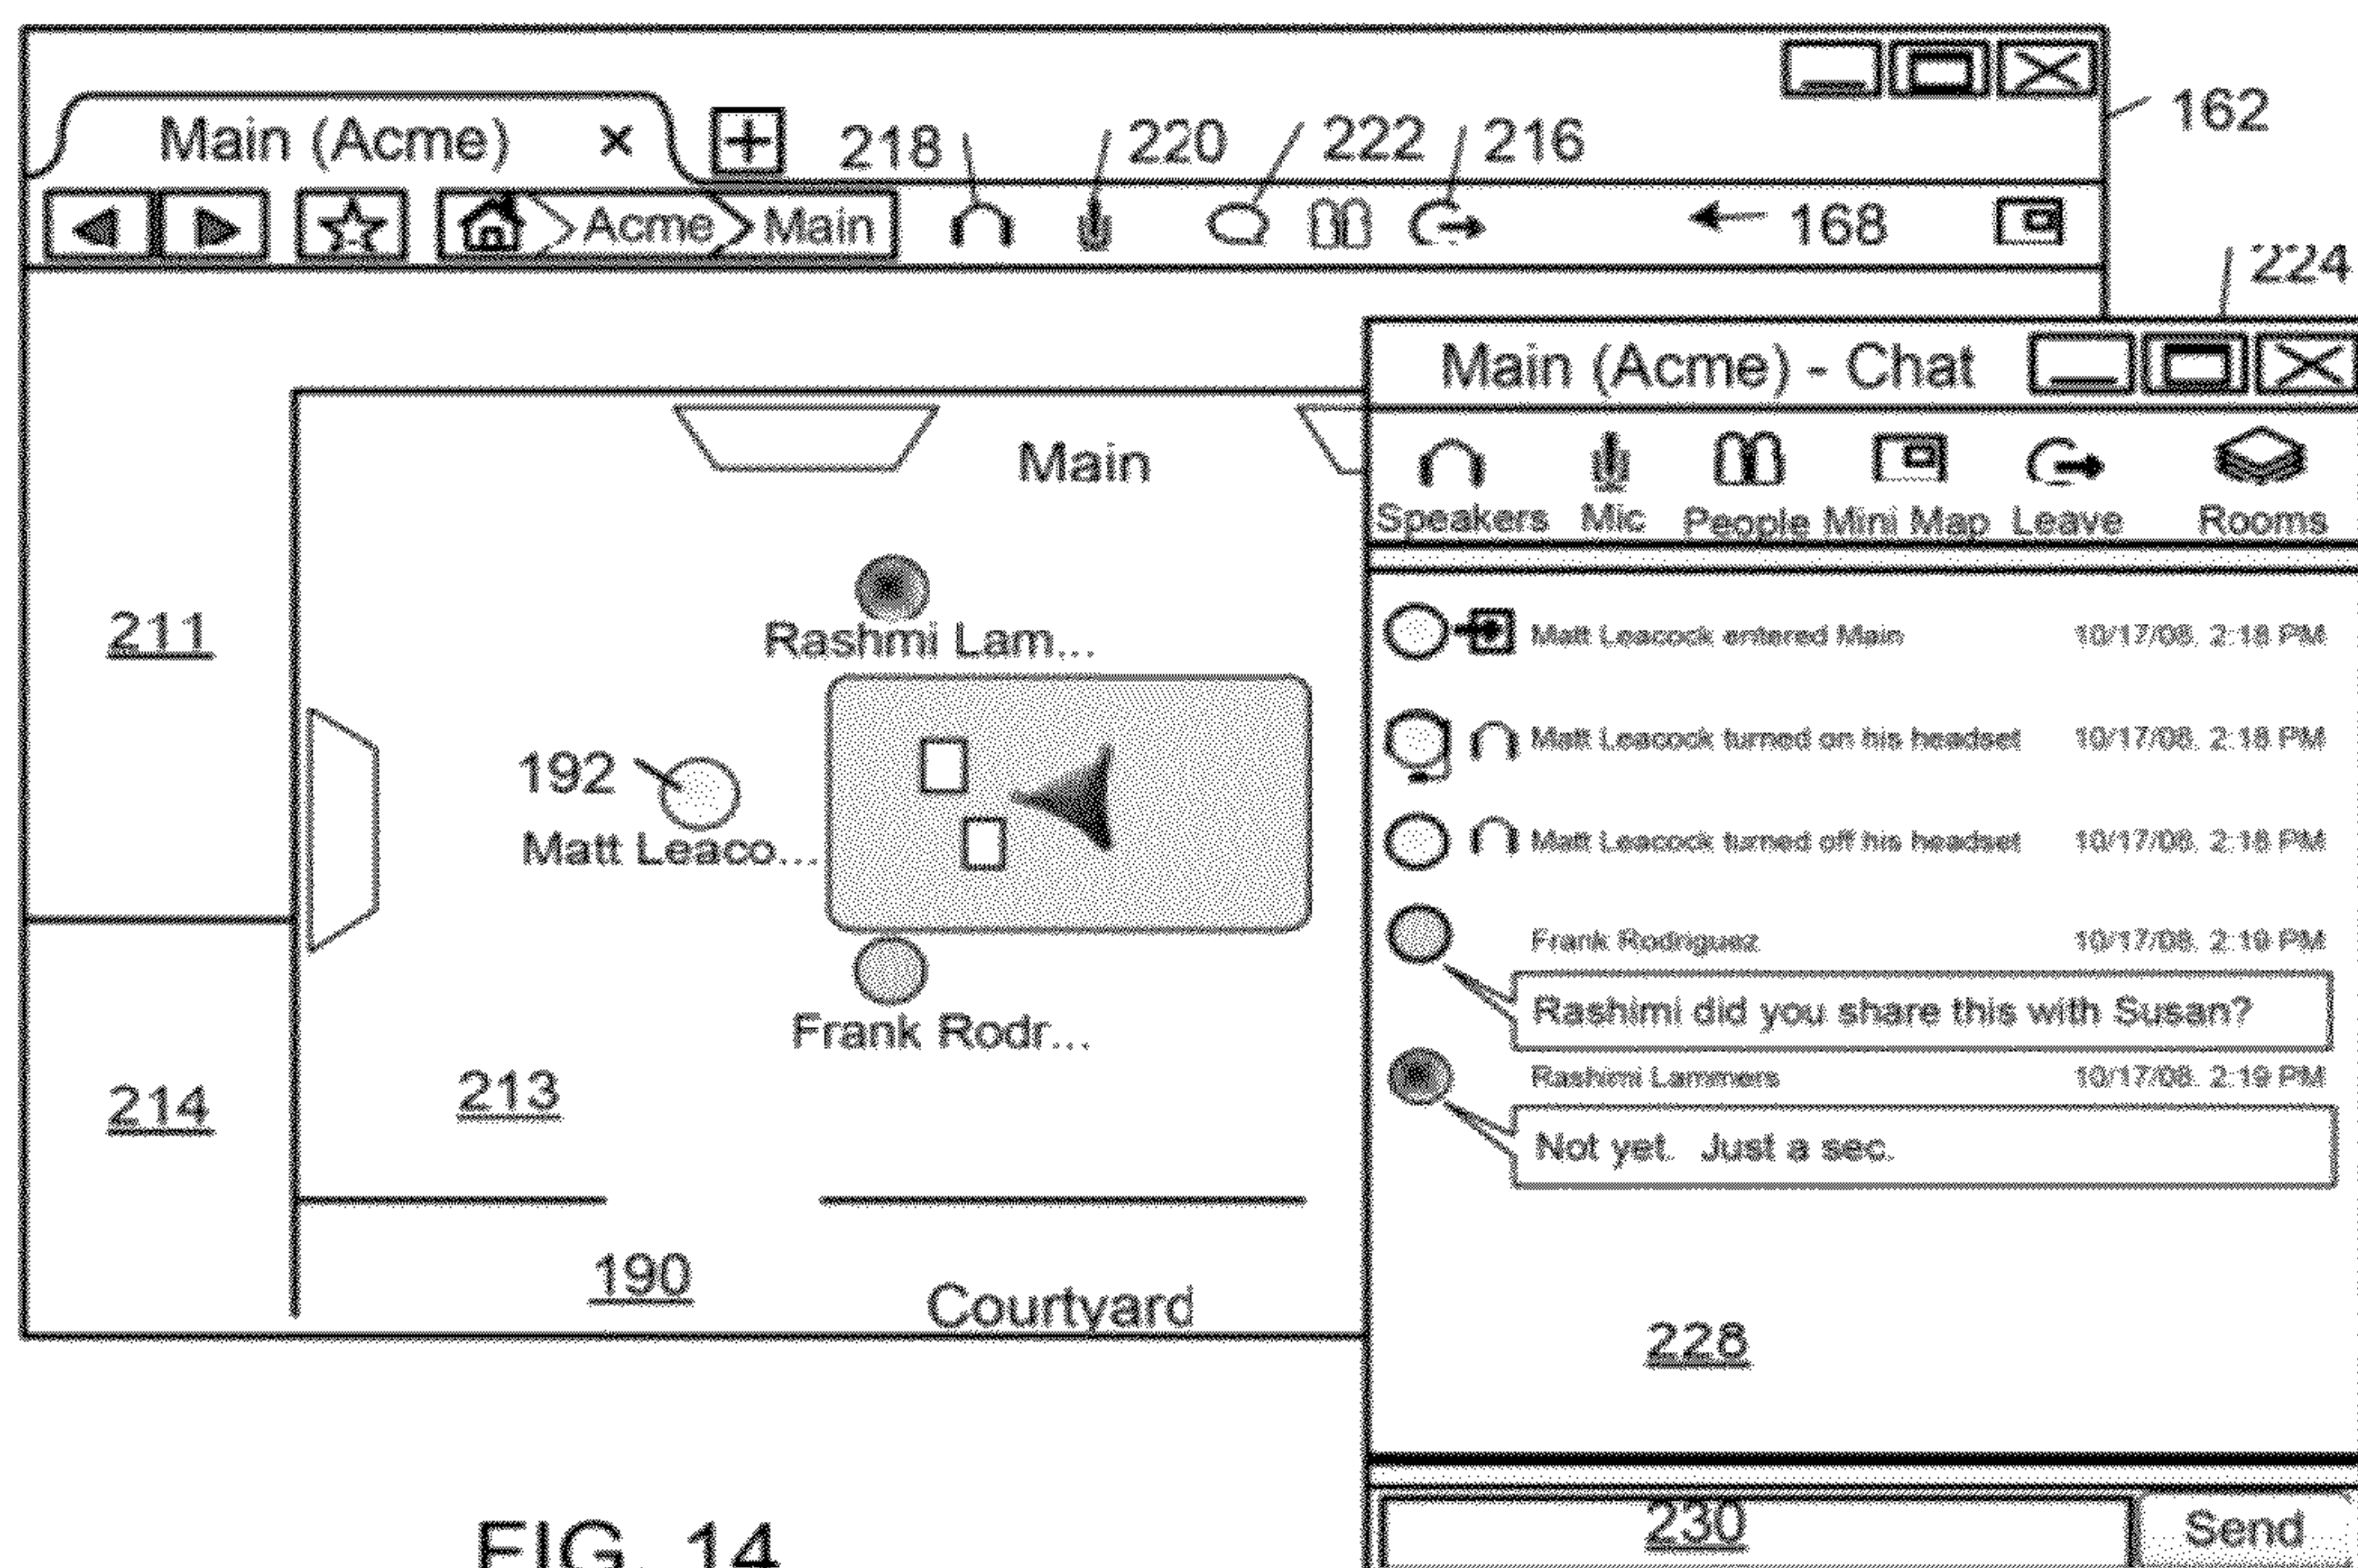 162
Main (Acme) × + 218 220 222 216
Acme Main 168
224
Main (Acme) - Chat
Main
Speakers Mic People Mini Map Leave Rooms
211
Rashmi Lam...
192
Matt Leaco...
Frank Rodr...
213
214
190
Courtyard
Matt Leacock entered Main 10/17/08, 2:18 PM
Matt Leacock turned on his headset 10/17/08, 2:18 PM
Matt Leacock turned off his headset 10/17/08, 2:18 PM
Frank Rodriguez 10/17/08, 2:19 PM
Rashimi did you share this with Susan?
Rashimi Lammers 10/17/08, 2:19 PM
Not yet. Just a sec.
228
230 Send
FIG. 14